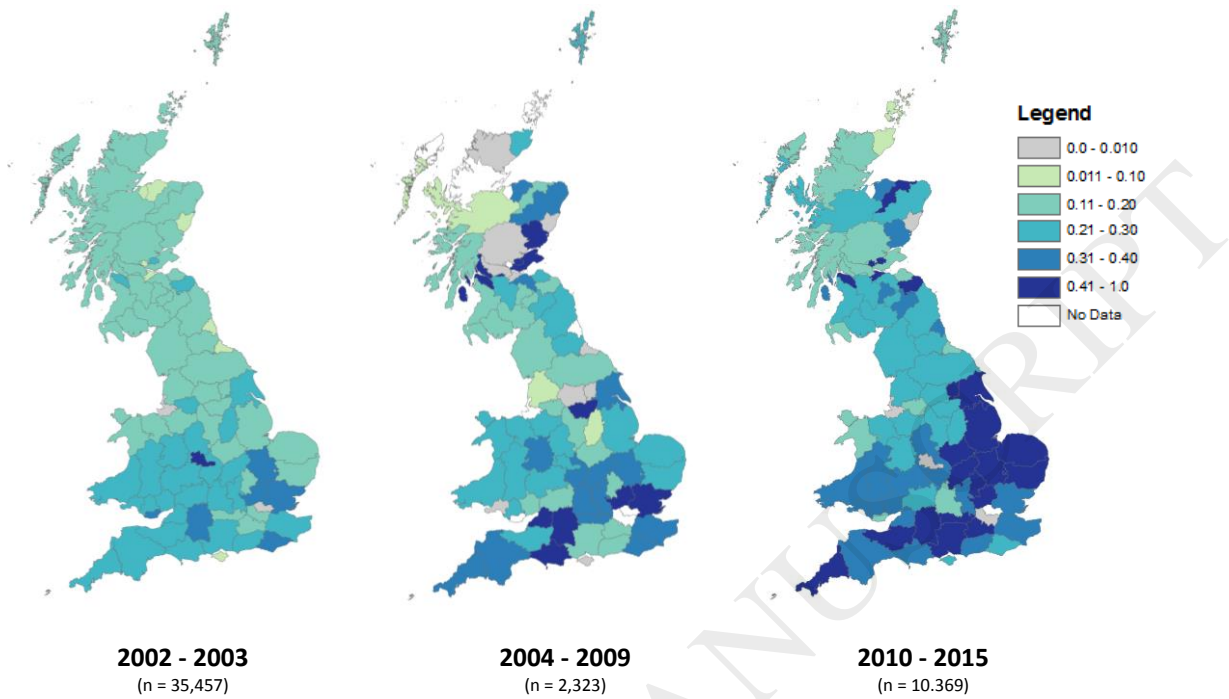 Legend
0.0 - 0.010
0.011 - 0.10
0.11 - 0.20
0.21 - 0.30
0.31 - 0.40
0.41 - 1.0
No Data
2002 - 2003
(n = 35,457)
2004 - 2009
(n = 2,323)
2010 - 2015
(n = 10.369)
ANUSCRIPT